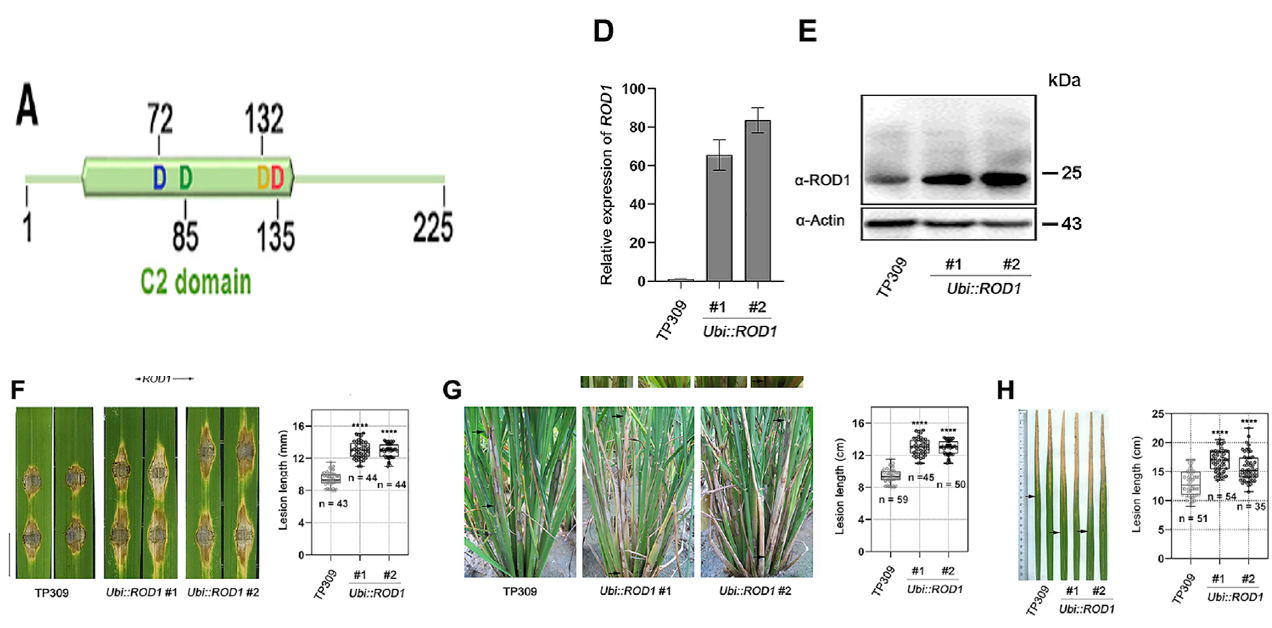 A
72
132
D
D
D
D
1
85
135
225
C2 domain
D
Relative expression of ROD1
100
80
60
40
20
0
TP309
#1
#2
Ubi::ROD1
E
kDa
α-ROD1
25
α-Actin
43
TP309
#1
#2
Ubi::ROD1
F
ROD1
TP309
Ubi::ROD1 #1
Ubi::ROD1 #2
Lesion length (mm)
16
12
8
4
0
****
****
n = 43
n = 44
n = 44
TP309
#1
#2
Ubi::ROD1
G
TP309
Ubi::ROD1 #1
Ubi::ROD1 #2
Lesion length (cm)
16
12
8
4
0
****
****
n = 59
n =45
n = 50
TP309
#1
#2
Ubi::ROD1
H
TP309
#1
#2
Ubi::ROD1
Lesion length (cm)
25
20
15
10
5
0
****
****
n = 51
n = 54
n = 35
TP309
#1
#2
Ubi::ROD1